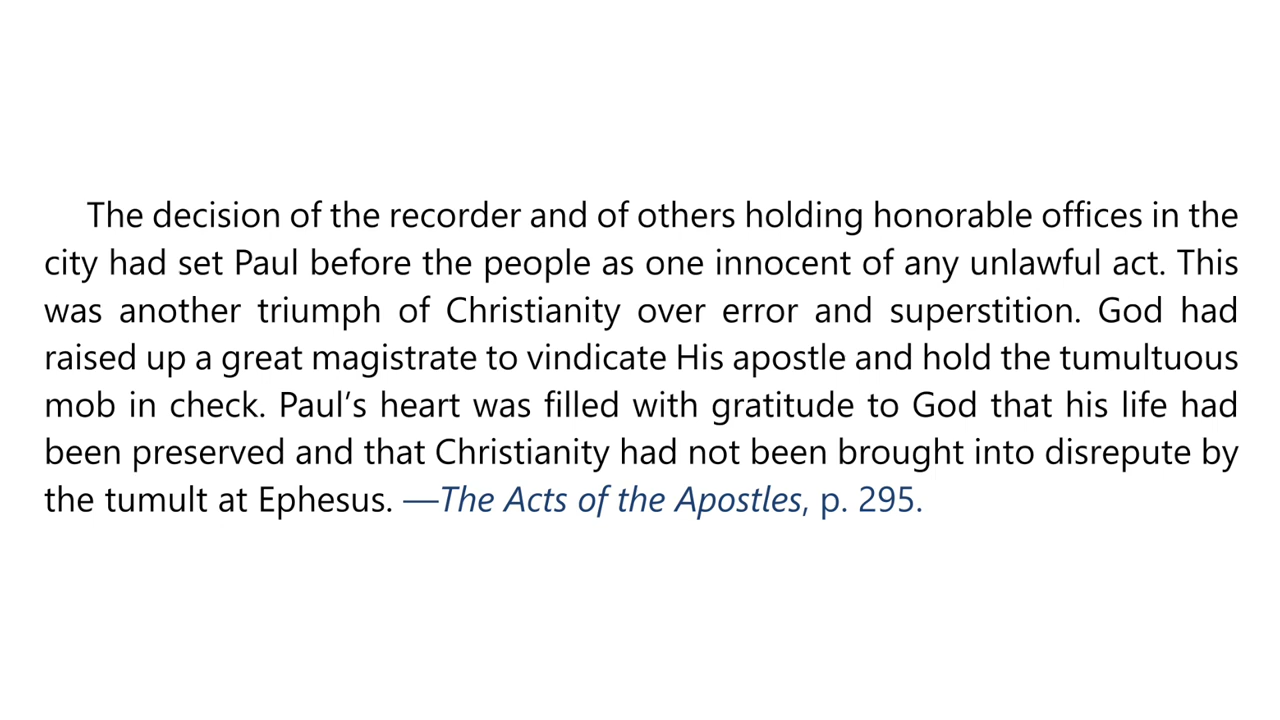 The decision of the recorder and of others holding honorable offices in the
city had set Paul before the people as one innocent of any unlawful act. This
was another triumph of Christianity over error and superstition. God had
raised up a great magistrate to vindicate His apostle and hold the tumultuous
mob in check. Paul’s heart was filled with gratitude to God that his life had
been preserved and that Christianity had not been brought into disrepute by
the tumult at Ephesus. —The Acts of the Apostles, p. 295.